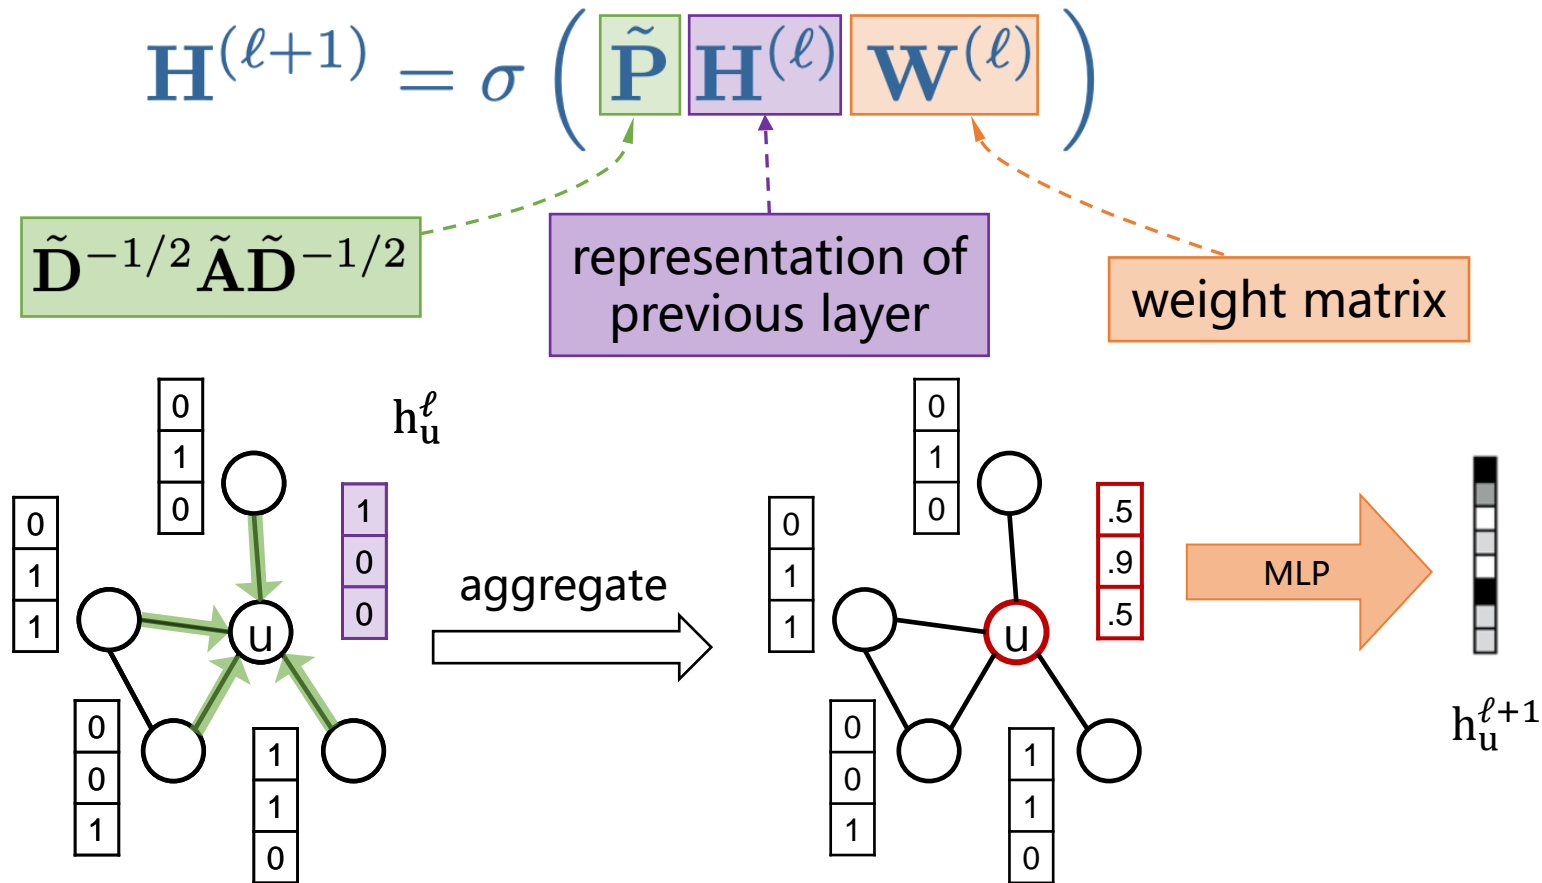 H^(ℓ+1) = σ ( P̃ H^(ℓ) W^(ℓ) )
D̃^−1/2 Ã D̃^−1/2
representation of
previous layer
weight matrix
h_u^ℓ
0
1
0
0
1
1
1
0
0
u
0
0
1
1
1
0
aggregate
0
1
0
0
1
1
.5
.9
.5
u
0
0
1
1
1
0
MLP
h_u^ℓ+1